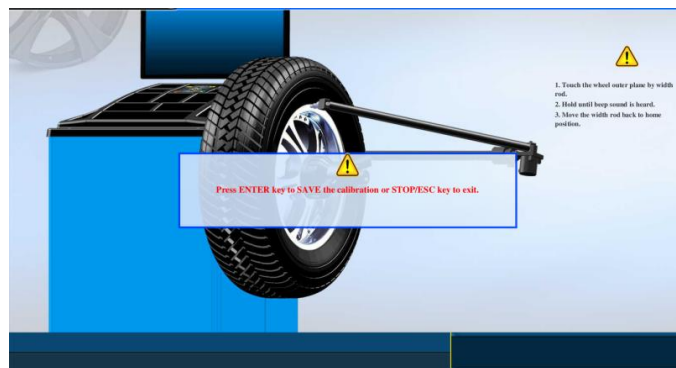 1. Touch the wheel outer plane by width
rod.
2. Hold until beep sound is heard.
3. Move the width rod back to home
position.
Press ENTER key to SAVE the calibration or STOP/ESC key to exit.